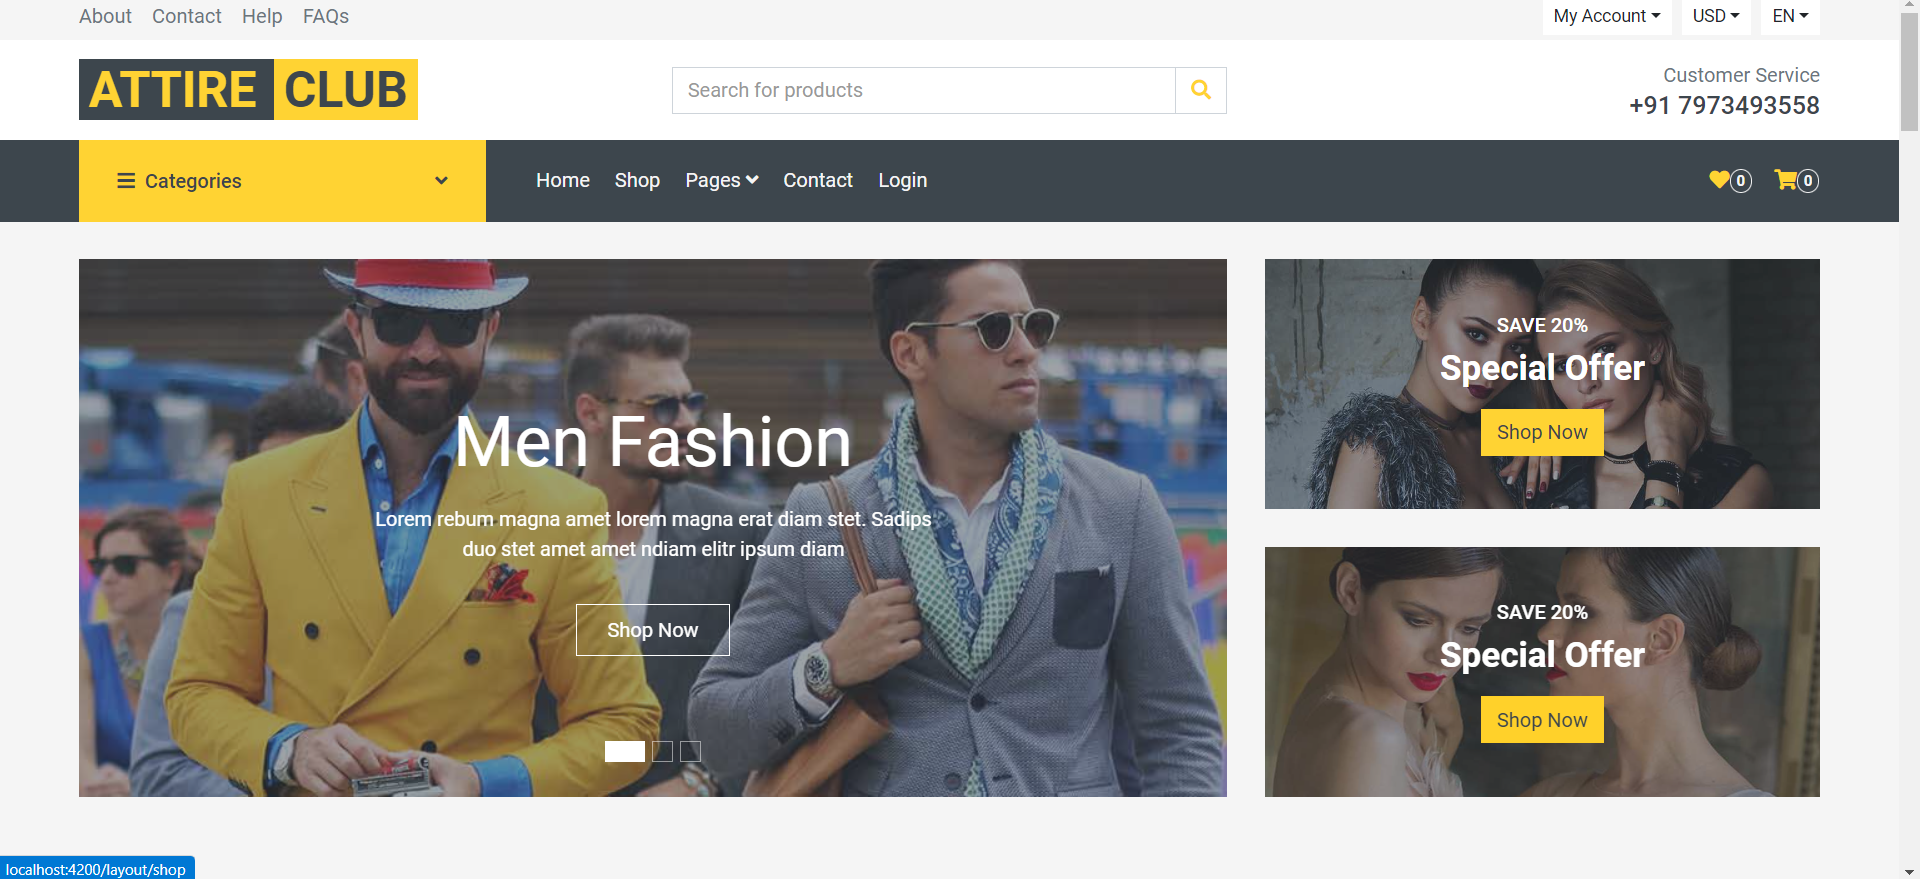 About Contact Help FAQs My Account USD EN
ATTIRE CLUB
Search for products
Customer Service
+91 7973493558
Categories Home Shop Pages Contact Login 0 0
Men Fashion
Lorem rebum magna amet lorem magna erat diam stet. Sadips
duo stet amet amet ndiam elitr ipsum diam
Shop Now
SAVE 20%
Special Offer
Shop Now
SAVE 20%
Special Offer
Shop Now
localhost:4200/layout/shop